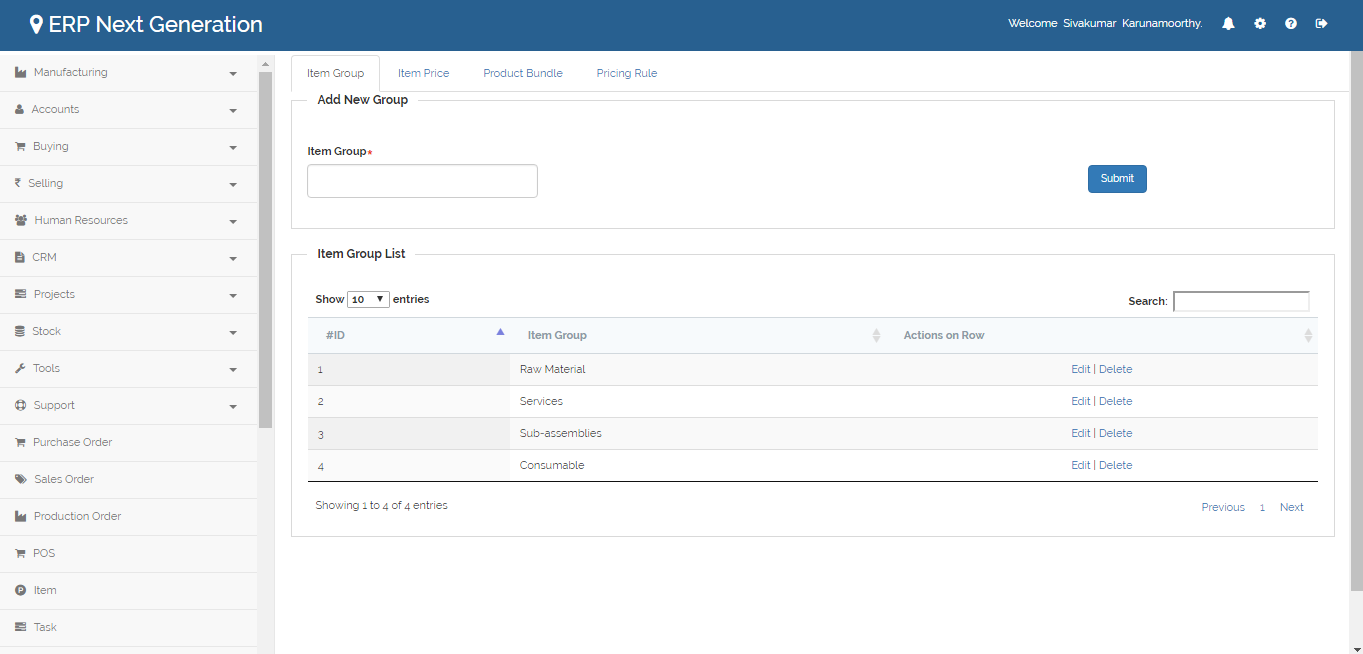 ERP Next Generation
Welcome Sivakumar Karunamoorthy.
Manufacturing
Accounts
Buying
Selling
Human Resources
CRM
Projects
Stock
Tools
Support
Purchase Order
Sales Order
Production Order
POS
Item
Task
Item Group Item Price Product Bundle Pricing Rule
Add New Group
Item Group*
Submit
Item Group List
Show 10 entries
Search:
#ID Item Group Actions on Row
1 Raw Material Edit | Delete
2 Services Edit | Delete
3 Sub-assemblies Edit | Delete
4 Consumable Edit | Delete
Showing 1 to 4 of 4 entries
Previous 1 Next